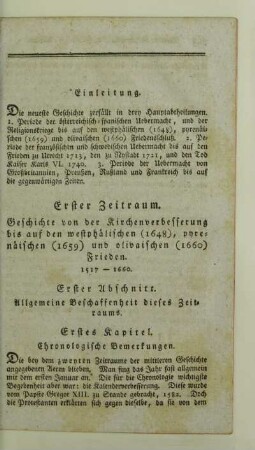 Einleitung.
Die neueste Geschichte zerfällt in drey Hauptabtheilungen.
1. Periode der österreichisch-spanischen Uebermacht, und der
Religionskriege bis auf den westphälischen (1648), pyrenäi-
schen (1659) und olivaischen (1660) Friedensschluß. 2. Pe-
riode der französischen und schwedischen Uebermacht bis auf den
Frieden zu Utrecht 1713, den zu Nystadt 1721, und den Tod
Kaiser Karls VI. 1740. 3. Periode der Uebermacht von
Großbritannien, Preußen, Rußland und Frankreich bis auf
die gegenwärtigen Zeiten.
Erster Zeitraum.
Geschichte von der Kirchenverbesserung
bis auf den westphälischen (1648), pyre-
näischen (1659) und olivaischen (1660)
Frieden.
1517 — 1660.
Erster Abschnitt.
Allgemeine Beschaffenheit dieses Zeit-
raums.
Erstes Kapitel.
Chronologische Bemerkungen.
Die bey dem zweyten Zeitraume der mittleren Geschichte
angegebenen Aeren blieben. Man fing das Jahr fast allgemein
mit dem ersten Januar an. Die für die Chronologie wichtigste
Begebenheit aber war: die Kalenderverbesserung. Diese wurde
vom Papste Gregor XIII. zu Stande gebracht, 1582. Doch
die Protestanten erklärten sich gegen dieselbe, da sie von dem